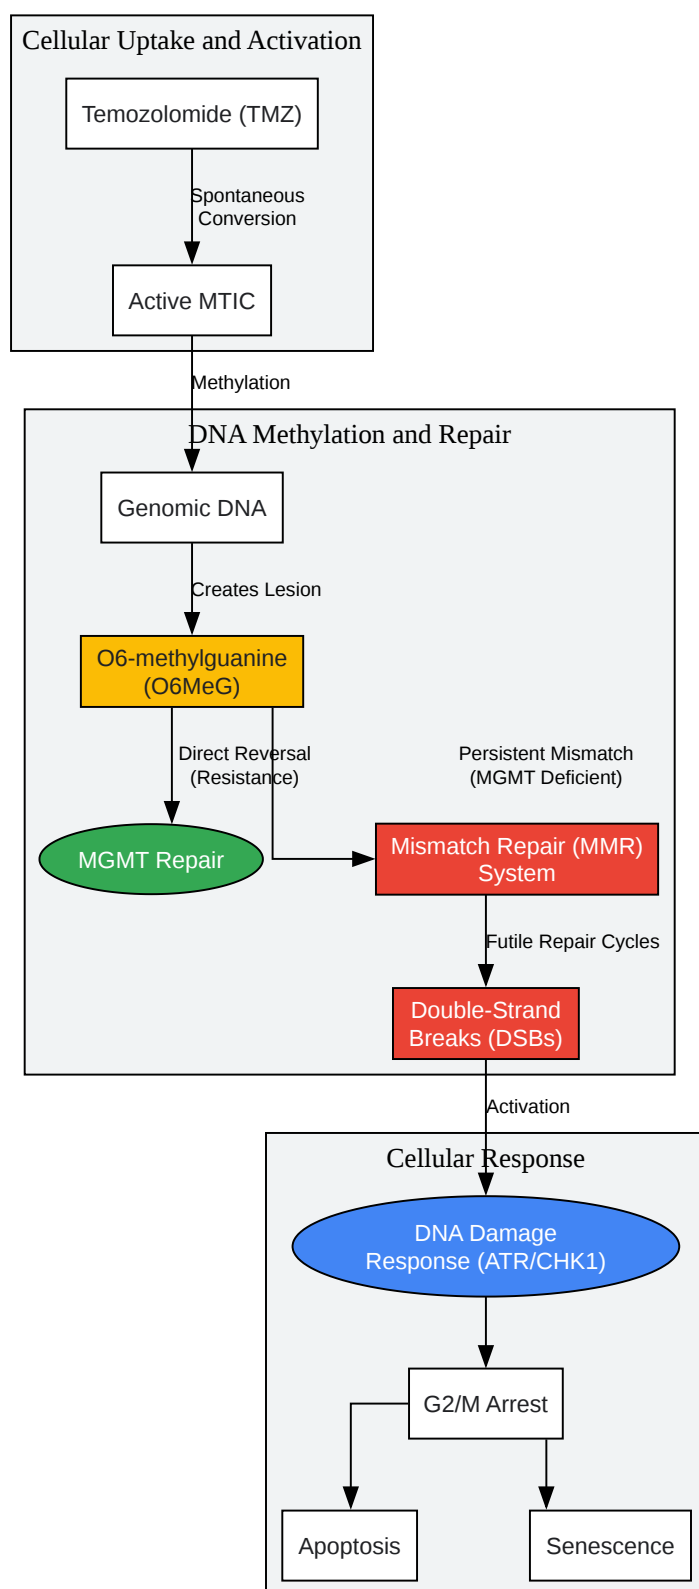 Cellular Uptake and Activation
Temozolomide (TMZ)
Spontaneous
Conversion
Active MTIC
Methylation
DNA Methylation and Repair
Genomic DNA
Creates Lesion
O6-methylguanine
(O6MeG)
Direct Reversal
(Resistance)
Persistent Mismatch
(MGMT Deficient)
MGMT Repair
Mismatch Repair (MMR)
System
Futile Repair Cycles
Double-Strand
Breaks (DSBs)
Activation
Cellular Response
DNA Damage
Response (ATR/CHK1)
G2/M Arrest
Apoptosis
Senescence